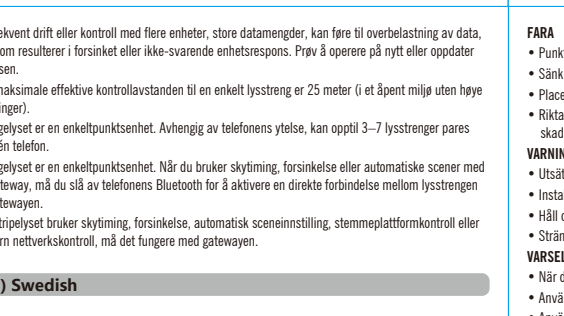 ekvent drift eller kontroll med flere enheter, store datamengder, kan føre til overbelastning av data,
om resulterer i forsinket eller ikke-svarende enhetsrespons. Prøv å operere på nytt eller oppdater
sen.
maksimale effektive kontrollavstanden til en enkelt lysstreng er 25 meter (i et åpent miljø uten høye
inger).
gelyset er en enkeltpunktsenhet. Avhengig av telefonens ytelse, kan opptil 3–7 lysstrenger pares
én telefon.
gelyset er en enkeltpunktsenhet. Når du bruker skytiming, forsinkelse eller automatiske scener med
teway, må du slå av telefonens Bluetooth for å aktivere en direkte forbindelse mellom lysstrengen
tewayen.
tripelyset bruker skytiming, forsinkelse, automatisk sceneinnstilling, stemmeplattformkontroll eller
rn nettverkskontroll, må det fungere med gatewayen.
) Swedish
FARA
• Punk
• Sänk
• Place
• Rikta
skad
VARNIN
• Utsät
• Insta
• Håll
• Strän
VARSEL
• När d
• Använ